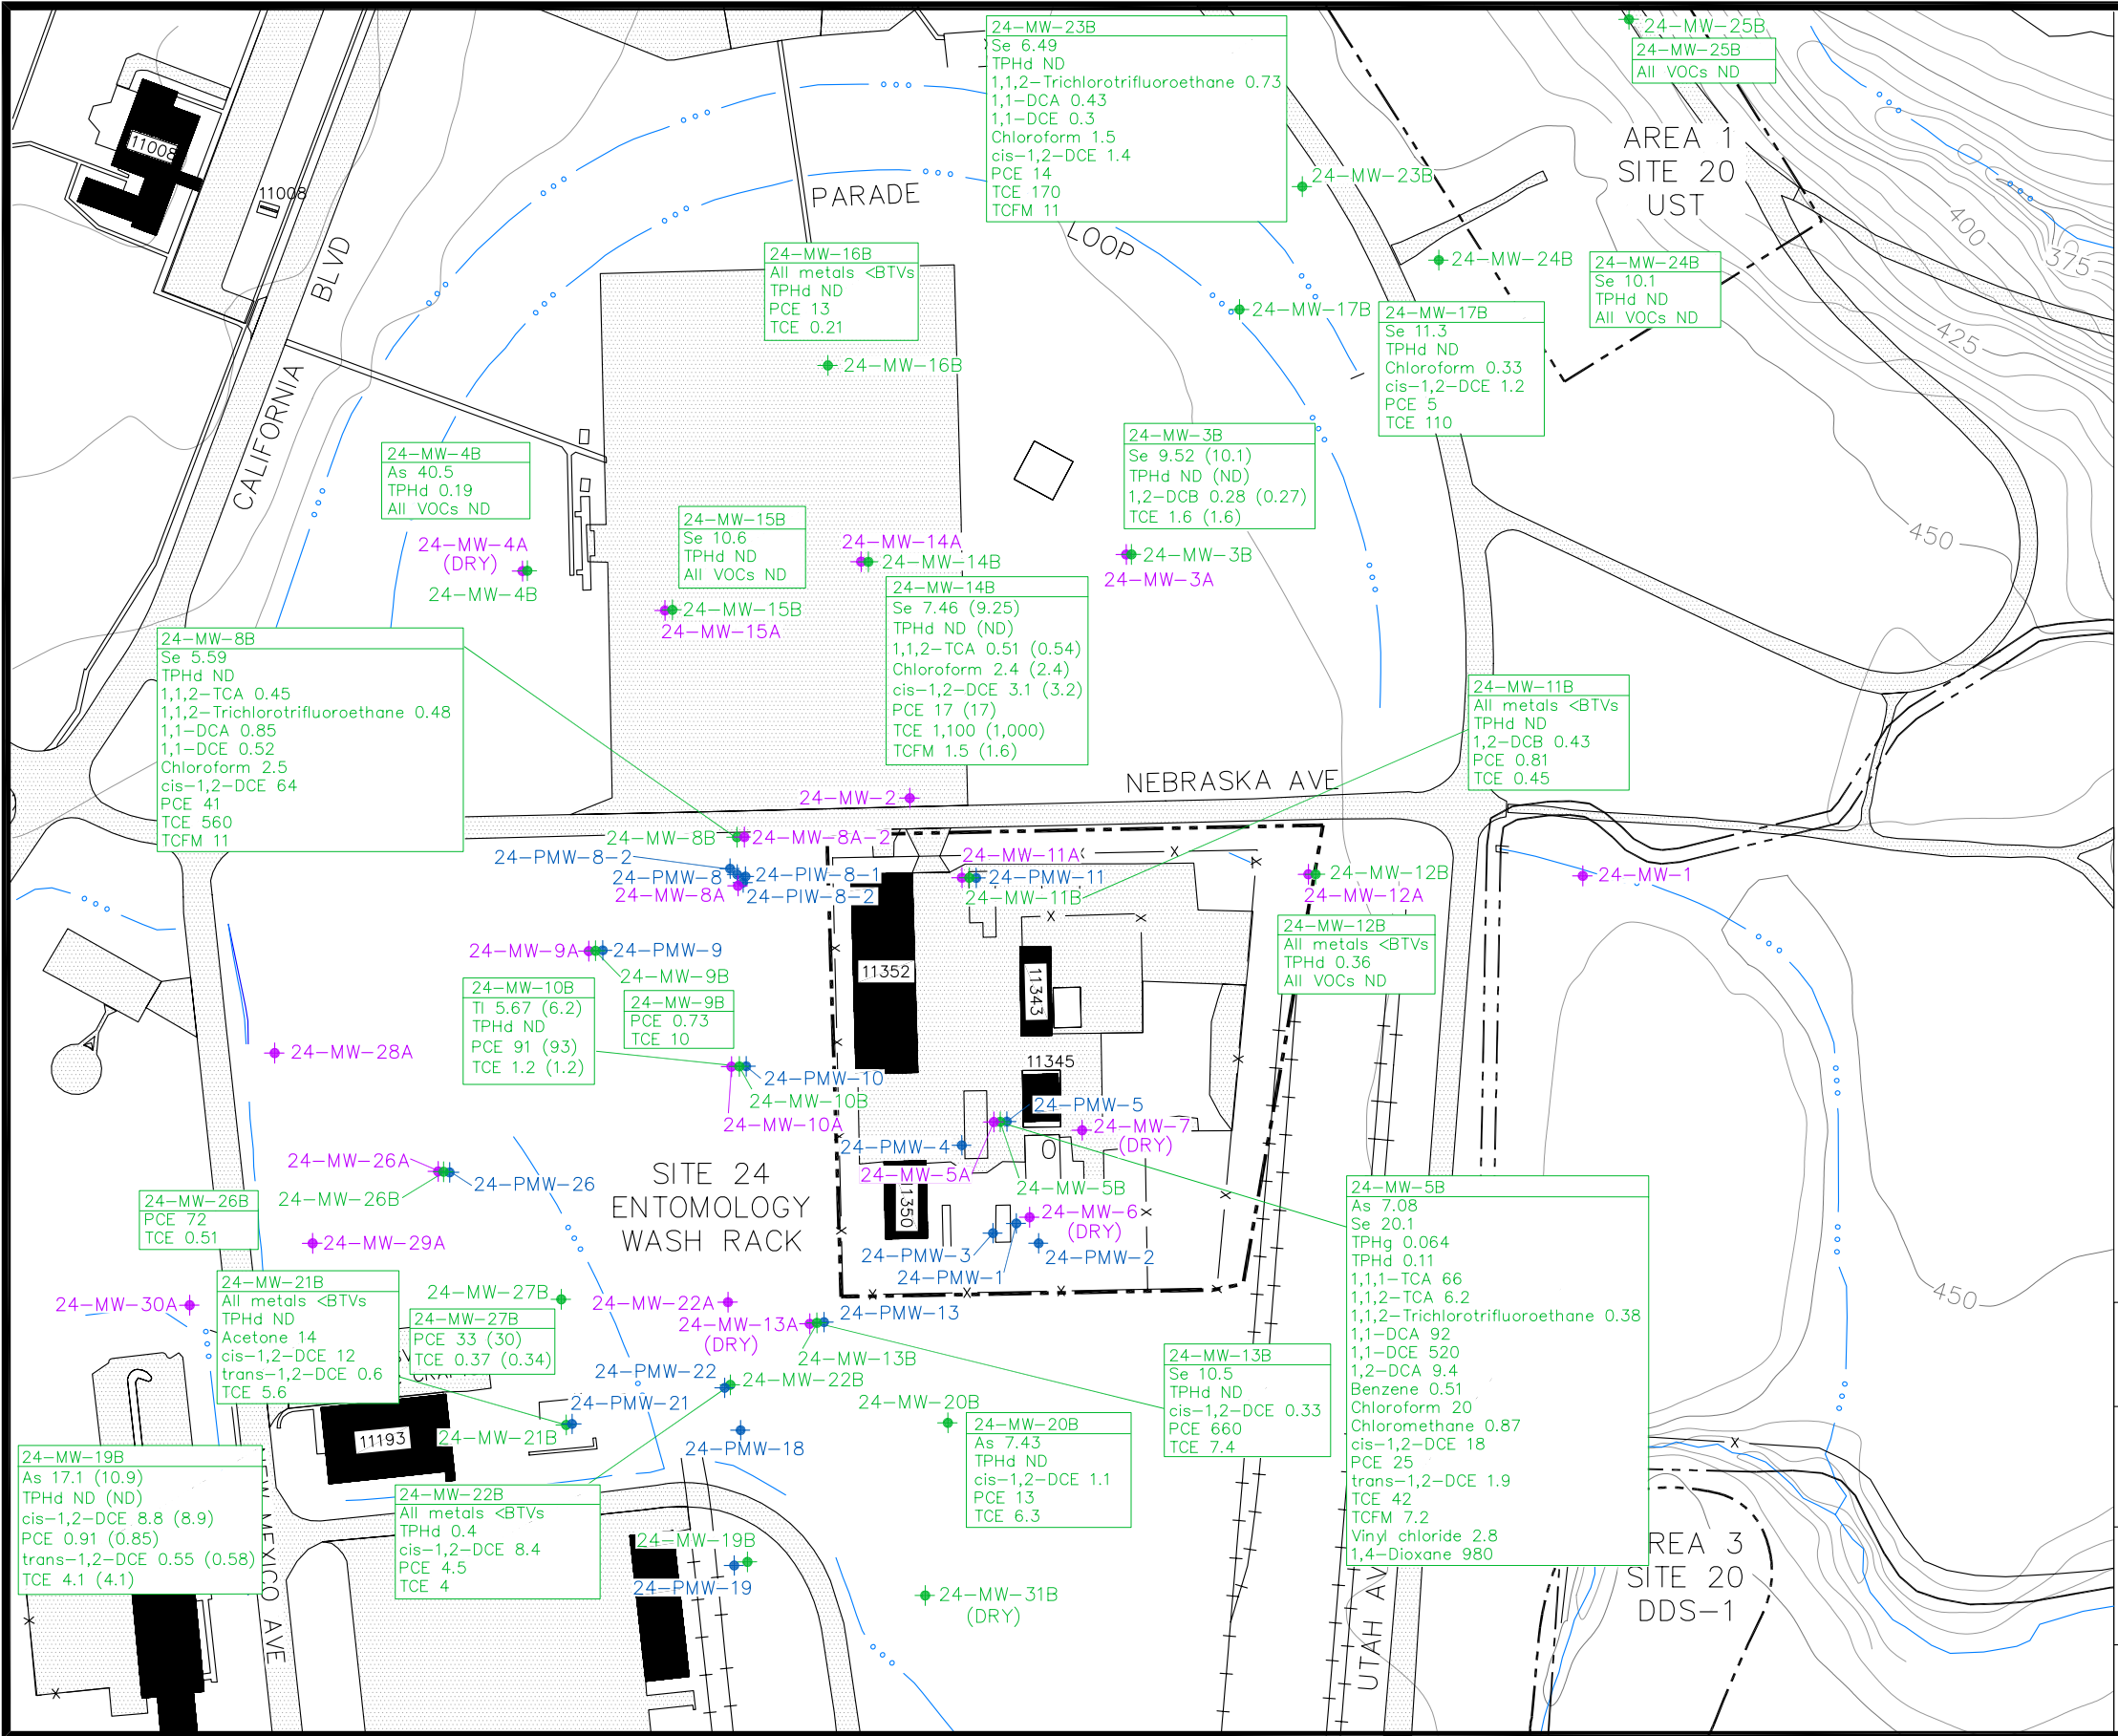 24-MW-23B
Se 6.49
TPHd ND
1,1,2-Trichlorotrifluoroethane 0.73
1,1-DCA 0.43
1,1-DCE 0.3
Chloroform 1.5
cis-1,2-DCE 1.4
PCE 14
TCE 170
TCFM 11
24-MW-25B
24-MW-25B
All VOCs ND
AREA 1
SITE 20
UST
11008
11008
PARADE
LOOP
24-MW-23B
400
375
425
BLVD
CALIFORNIA
24-MW-16B
All metals <BTVs
TPHd ND
PCE 13
TCE 0.21
24-MW-16B
24-MW-24B
24-MW-24B
Se 10.1
TPHd ND
All VOCs ND
24-MW-17B
24-MW-17B
Se 11.3
TPHd ND
Chloroform 0.33
cis-1,2-DCE 1.2
PCE 5
TCE 110
24-MW-4B
As 40.5
TPHd 0.19
All VOCs ND
24-MW-4A
(DRY)
24-MW-4B
24-MW-15B
Se 10.6
TPHd ND
All VOCs ND
24-MW-15B
24-MW-15A
24-MW-14A
24-MW-14B
24-MW-14B
Se 7.46 (9.25)
TPHd ND (ND)
1,1,2-TCA 0.51 (0.54)
Chloroform 2.4 (2.4)
cis-1,2-DCE 3.1 (3.2)
PCE 17 (17)
TCE 1,100 (1,000)
TCFM 1.5 (1.6)
24-MW-3B
Se 9.52 (10.1)
TPHd ND (ND)
1,2-DCB 0.28 (0.27)
TCE 1.6 (1.6)
24-MW-3B
24-MW-3A
450
24-MW-8B
Se 5.59
TPHd ND
1,1,2-TCA 0.45
1,1,2-Trichlorotrifluoroethane 0.48
1,1-DCA 0.85
1,1-DCE 0.52
Chloroform 2.5
cis-1,2-DCE 64
PCE 41
TCE 560
TCFM 11
24-MW-11B
All metals <BTVs
TPHd ND
1,2-DCB 0.43
PCE 0.81
TCE 0.45
NEBRASKA AVE
24-MW-2
24-MW-8B
24-MW-8A-2
24-PMW-8-2
24-PMW-8
24-PIW-8-1
24-MW-8A
24-PIW-8-2
24-MW-11A
24-PMW-11
24-MW-11B
24-MW-12B
24-MW-12A
24-MW-1
24-MW-12B
All metals <BTVs
TPHd 0.36
All VOCs ND
24-MW-9A
24-PMW-9
24-MW-9B
24-MW-10B
Tl 5.67 (6.2)
TPHd ND
PCE 91 (93)
TCE 1.2 (1.2)
24-MW-9B
PCE 0.73
TCE 10
11352
11343
11345
24-MW-28A
24-PMW-10
24-MW-10B
24-MW-10A
24-PMW-5
24-MW-7
(DRY)
24-PMW-4
24-MW-5A
24-MW-5B
24-MW-26A
24-PMW-26
24-MW-26B
24-MW-26B
PCE 72
TCE 0.51
SITE 24
ENTOMOLOGY
WASH RACK
11350
24-MW-6
(DRY)
24-PMW-3
24-PMW-2
24-PMW-1
24-MW-5B
As 7.08
Se 20.1
TPHg 0.064
TPHd 0.11
1,1,1-TCA 66
1,1,2-TCA 6.2
1,1,2-Trichlorotrifluoroethane 0.38
1,1-DCA 92
1,1-DCE 520
1,2-DCA 9.4
Benzene 0.51
Chloroform 20
Chloromethane 0.87
cis-1,2-DCE 18
PCE 25
trans-1,2-DCE 1.9
TCE 42
TCFM 7.2
Vinyl chloride 2.8
1,4-Dioxane 980
450
24-MW-29A
24-MW-30A
24-MW-21B
All metals <BTVs
TPHd ND
Acetone 14
cis-1,2-DCE 12
trans-1,2-DCE 0.6
TCE 5.6
24-MW-27B
24-MW-27B
PCE 33 (30)
TCE 0.37 (0.34)
24-MW-22A
24-MW-13A
(DRY)
24-PMW-13
24-MW-13B
24-PMW-22
24-MW-22B
24-PMW-21
24-MW-21B
24-PMW-18
24-MW-20B
24-MW-20B
As 7.43
TPHd ND
cis-1,2-DCE 1.1
PCE 13
TCE 6.3
24-MW-13B
Se 10.5
TPHd ND
cis-1,2-DCE 0.33
PCE 660
TCE 7.4
11193
24-MW-19B
As 17.1 (10.9)
TPHd ND (ND)
cis-1,2-DCE 8.8 (8.9)
PCE 0.91 (0.85)
trans-1,2-DCE 0.55 (0.58)
TCE 4.1 (4.1)
24-MW-22B
All metals <BTVs
TPHd 0.4
cis-1,2-DCE 8.4
PCE 4.5
TCE 4
24-MW-19B
24-PMW-19
24-MW-31B
(DRY)
MEXICO AVE
UTAH AV
REA 3
SITE 20
DDS-1